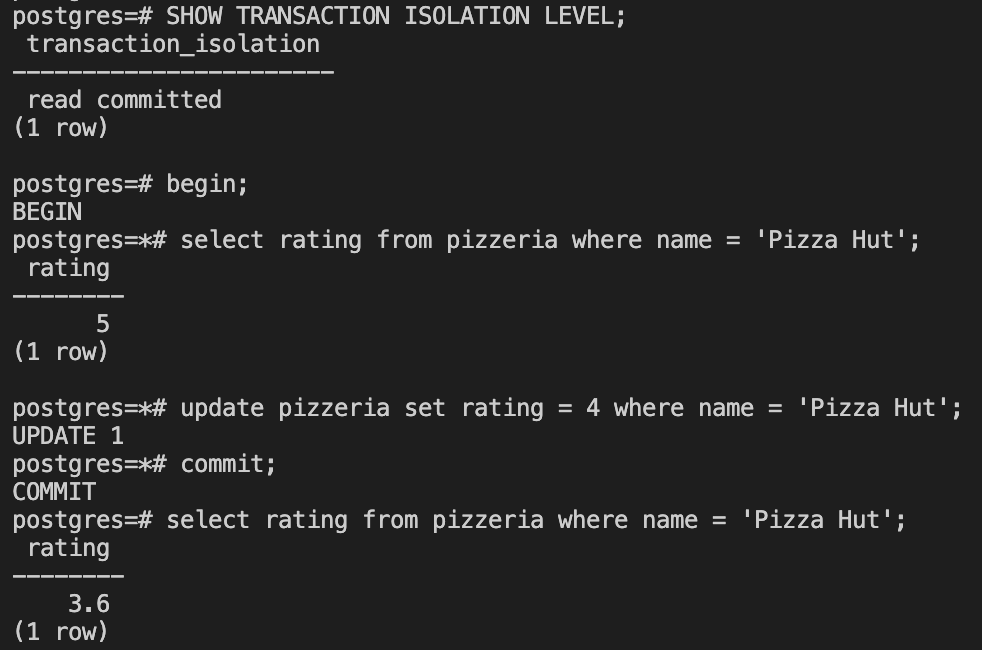 postgres=# SHOW TRANSACTION ISOLATION LEVEL;
 transaction_isolation
-----------------------
 read committed
(1 row)

postgres=# begin;
BEGIN
postgres=*# select rating from pizzeria where name = 'Pizza Hut';
 rating
--------
      5
(1 row)

postgres=*# update pizzeria set rating = 4 where name = 'Pizza Hut';
UPDATE 1
postgres=*# commit;
COMMIT
postgres=# select rating from pizzeria where name = 'Pizza Hut';
 rating
--------
    3.6
(1 row)